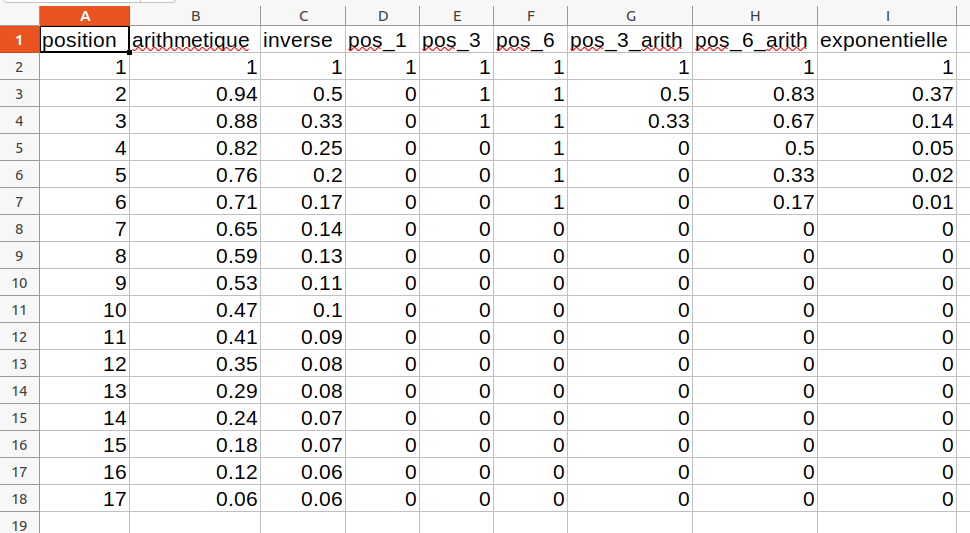 A B C D E F G H I
1 position arithmetique inverse pos_1 pos_3 pos_6 pos_3_arith pos_6_arith exponentielle
2 1 1 1 1 1 1 1 1 1
3 2 0.94 0.5 0 1 1 0.5 0.83 0.37
4 3 0.88 0.33 0 1 1 0.33 0.67 0.14
5 4 0.82 0.25 0 0 1 0 0.5 0.05
6 5 0.76 0.2 0 0 1 0 0.33 0.02
7 6 0.71 0.17 0 0 1 0 0.17 0.01
8 7 0.65 0.14 0 0 0 0 0 0
9 8 0.59 0.13 0 0 0 0 0 0
10 9 0.53 0.11 0 0 0 0 0 0
11 10 0.47 0.1 0 0 0 0 0 0
12 11 0.41 0.09 0 0 0 0 0 0
13 12 0.35 0.08 0 0 0 0 0 0
14 13 0.29 0.08 0 0 0 0 0 0
15 14 0.24 0.07 0 0 0 0 0 0
16 15 0.18 0.07 0 0 0 0 0 0
17 16 0.12 0.06 0 0 0 0 0 0
18 17 0.06 0.06 0 0 0 0 0 0
19